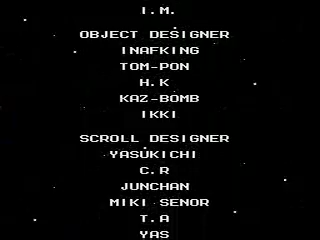 I.M.
OBJECT DESIGNER
INAFKING
TOM-PON
H.K
KAZ-BOMB
IKKI
SCROLL DESIGNER
YASUKICHI
C.R
JUNCHAN
MIKI SENOR
T.A
YAS